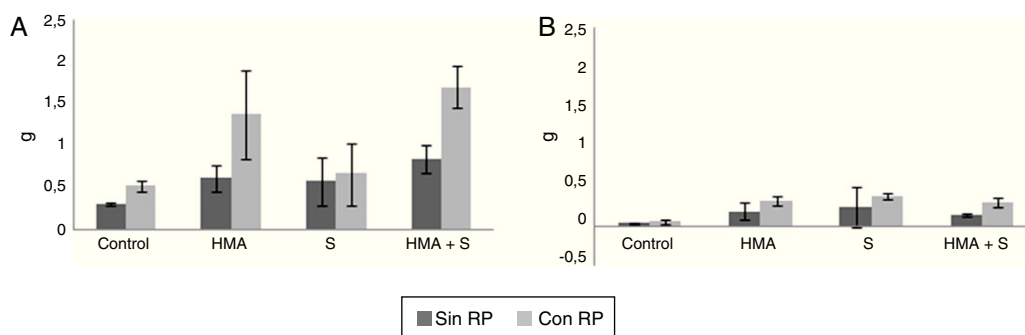 A
2,5
2
1,5
1
0,5
0
g
Control HMA S HMA + S
B
2,5
2
1,5
1
0,5
0
-0,5
g
Control HMA S HMA + S
Sin RP Con RP